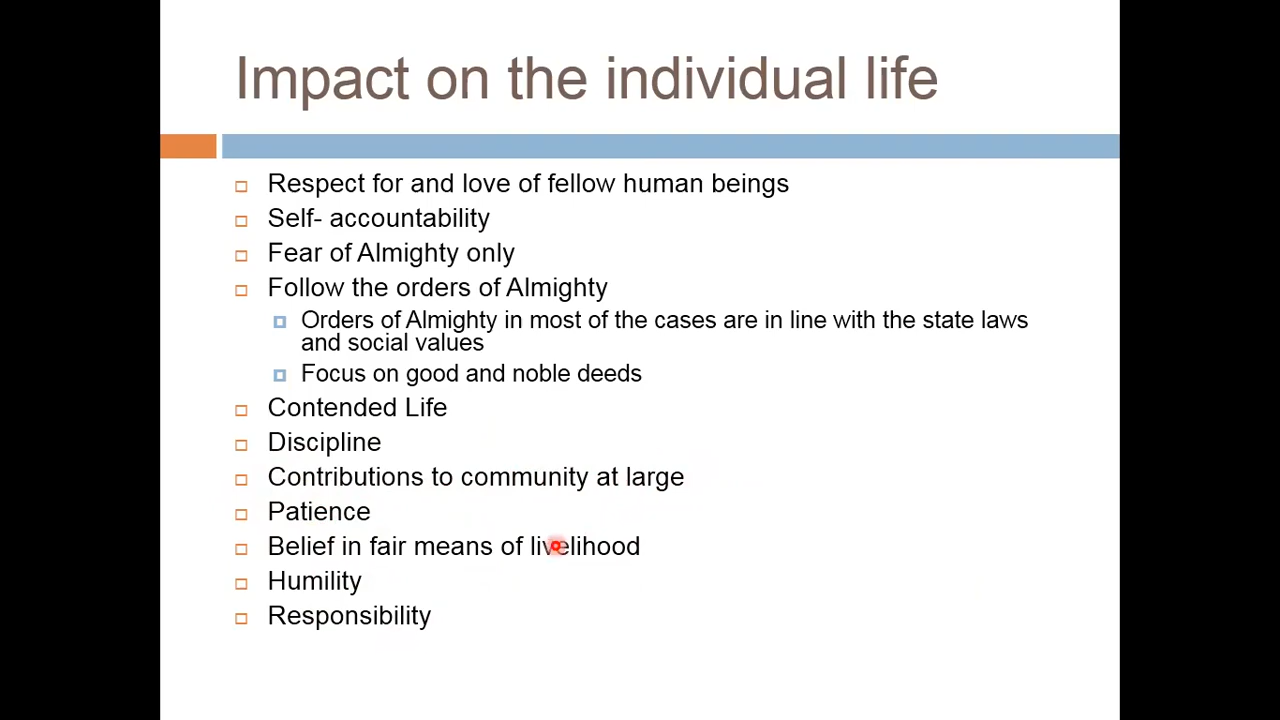 Impact on the individual life
Respect for and love of fellow human beings
Self- accountability
Fear of Almighty only
Follow the orders of Almighty
Orders of Almighty in most of the cases are in line with the state laws
and social values
Focus on good and noble deeds
Contended Life
Discipline
Contributions to community at large
Patience
Belief in fair means of livelihood
Humility
Responsibility